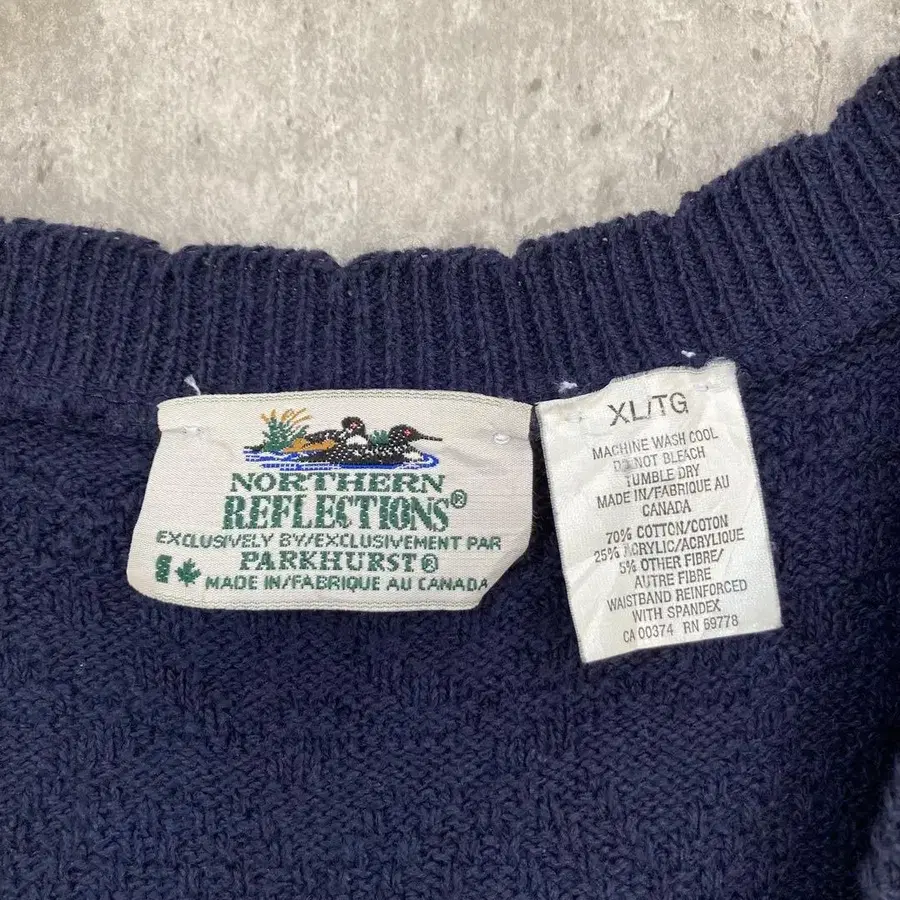 NORTHERN
REFLECTIONS®
EXCLUSIVELY BY/EXCLUSIVEMENT PAR
PARKHURST®
MADE IN/FABRIQUE AU CANADA
XL/TG
MACHINE WASH COOL
DO NOT BLEACH
TUMBLE DRY
MADE IN/FABRIQUE AU
CANADA
70% COTTON/COTON
25% ACRYLIC/ACRYLIQUE
5% OTHER FIBRE/
AUTRE FIBRE
WAISTBAND REINFORCED
WITH SPANDEX
CA 00374 RN 69778